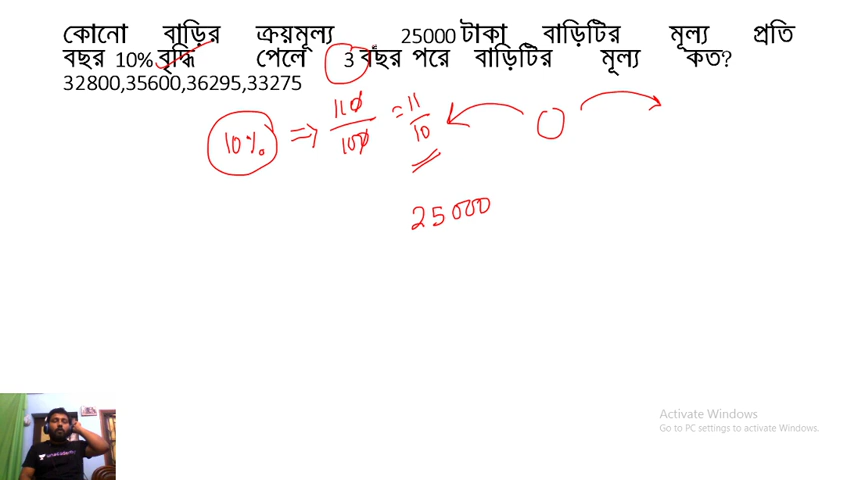 কোনো বাড়ির ক্রয়মূল্য 25000 টাকা বাড়িটির মূল্য প্রতি
বছর 10% বৃদ্ধি পেলে 3 বছর পরে বাড়িটির মূল্য কত?
32800,35600,36295,33275
10% ⇒ 110/100 = 11/10
25000
Activate Windows
Go to PC settings to activate Windows.